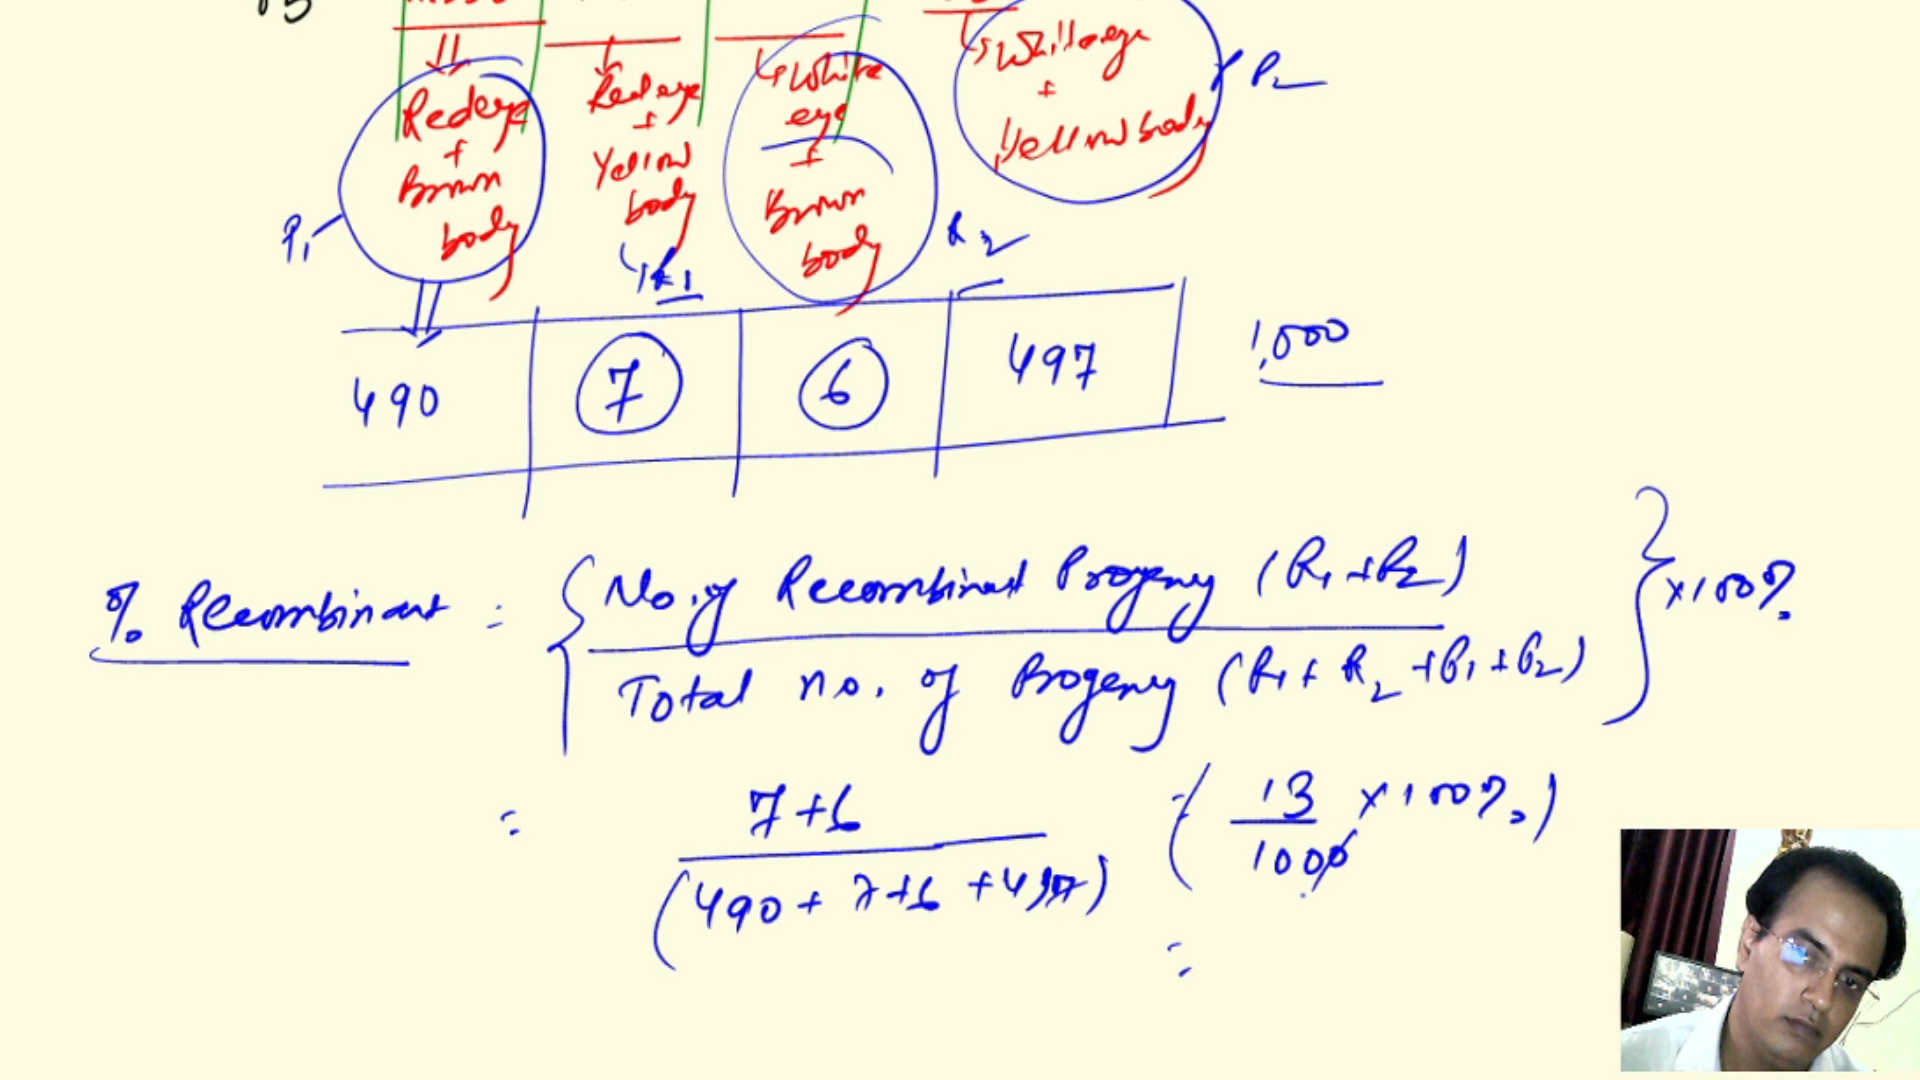 Red eye
+
Brown
body
P1
Red eye
+
Yellow
body
R1
White
eye
+
Brown
body
R2
White eye
+
Yellow body
P2
490 7 6 497 1,000
% Recombinant = { No. of Recombinant Progeny (R1+R2) / Total no. of Progeny (R1+R2+P1+P2) } ×100%
= 7+6 / (490+7+6+497) = ( 13 / 1000 ×100% )
=